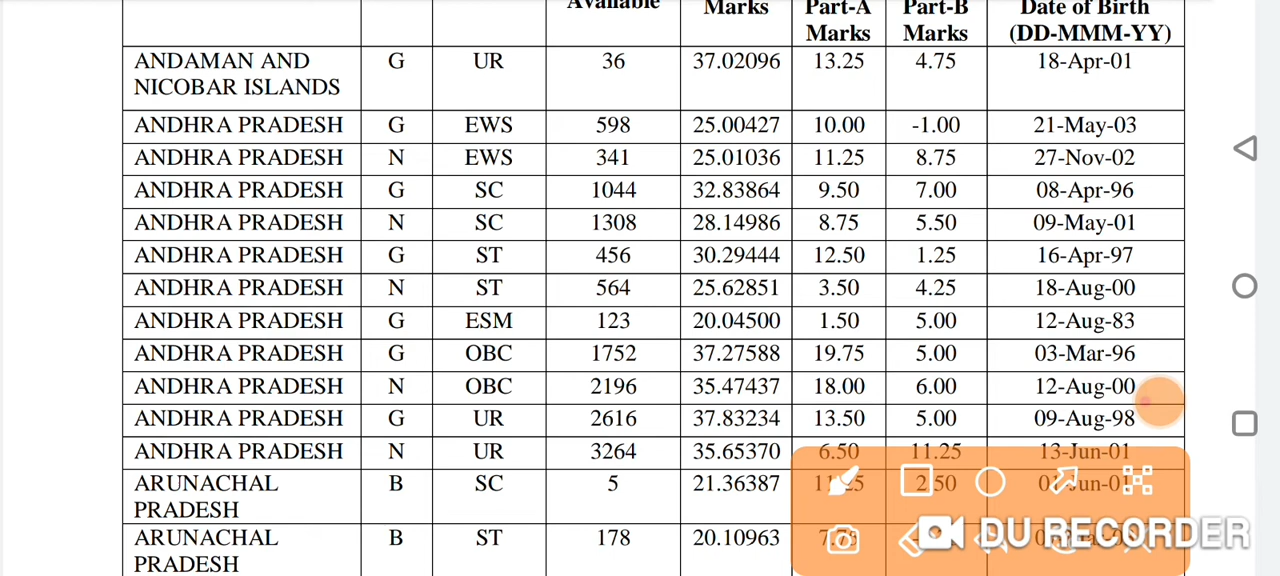 Available Marks Part-A Part-B Date of Birth
Marks Marks (DD-MMM-YY)
ANDAMAN AND G UR 36 37.02096 13.25 4.75 18-Apr-01
NICOBAR ISLANDS
ANDHRA PRADESH G EWS 598 25.00427 10.00 -1.00 21-May-03
ANDHRA PRADESH N EWS 341 25.01036 11.25 8.75 27-Nov-02
ANDHRA PRADESH G SC 1044 32.83864 9.50 7.00 08-Apr-96
ANDHRA PRADESH N SC 1308 28.14986 8.75 5.50 09-May-01
ANDHRA PRADESH G ST 456 30.29444 12.50 1.25 16-Apr-97
ANDHRA PRADESH N ST 564 25.62851 3.50 4.25 18-Aug-00
ANDHRA PRADESH G ESM 123 20.04500 1.50 5.00 12-Aug-83
ANDHRA PRADESH G OBC 1752 37.27588 19.75 5.00 03-Mar-96
ANDHRA PRADESH N OBC 2196 35.47437 18.00 6.00 12-Aug-00
ANDHRA PRADESH G UR 2616 37.83234 13.50 5.00 09-Aug-98
ANDHRA PRADESH N UR 3264 35.65370 6.50 11.25 13-Jun-01
ARUNACHAL B SC 5 21.36387 2.50
PRADESH
ARUNACHAL B ST 178 20.10963
PRADESH
DU RECORDER